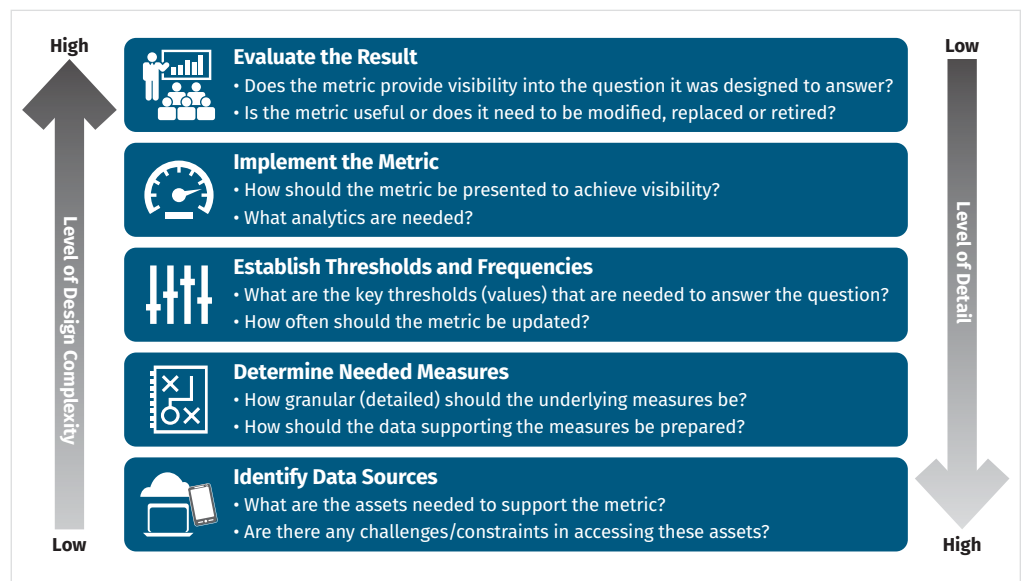 High
Low
Evaluate the Result
• Does the metric provide visibility into the question it was designed to answer?
• Is the metric useful or does it need to be modified, replaced or retired?
Implement the Metric
• How should the metric be presented to achieve visibility?
• What analytics are needed?
Level of Design Complexity
Level of Detail
Establish Thresholds and Frequencies
• What are the key thresholds (values) that are needed to answer the question?
• How often should the metric be updated?
Determine Needed Measures
• How granular (detailed) should the underlying measures be?
• How should the data supporting the measures be prepared?
Identify Data Sources
• What are the assets needed to support the metric?
• Are there any challenges/constraints in accessing these assets?
Low
High